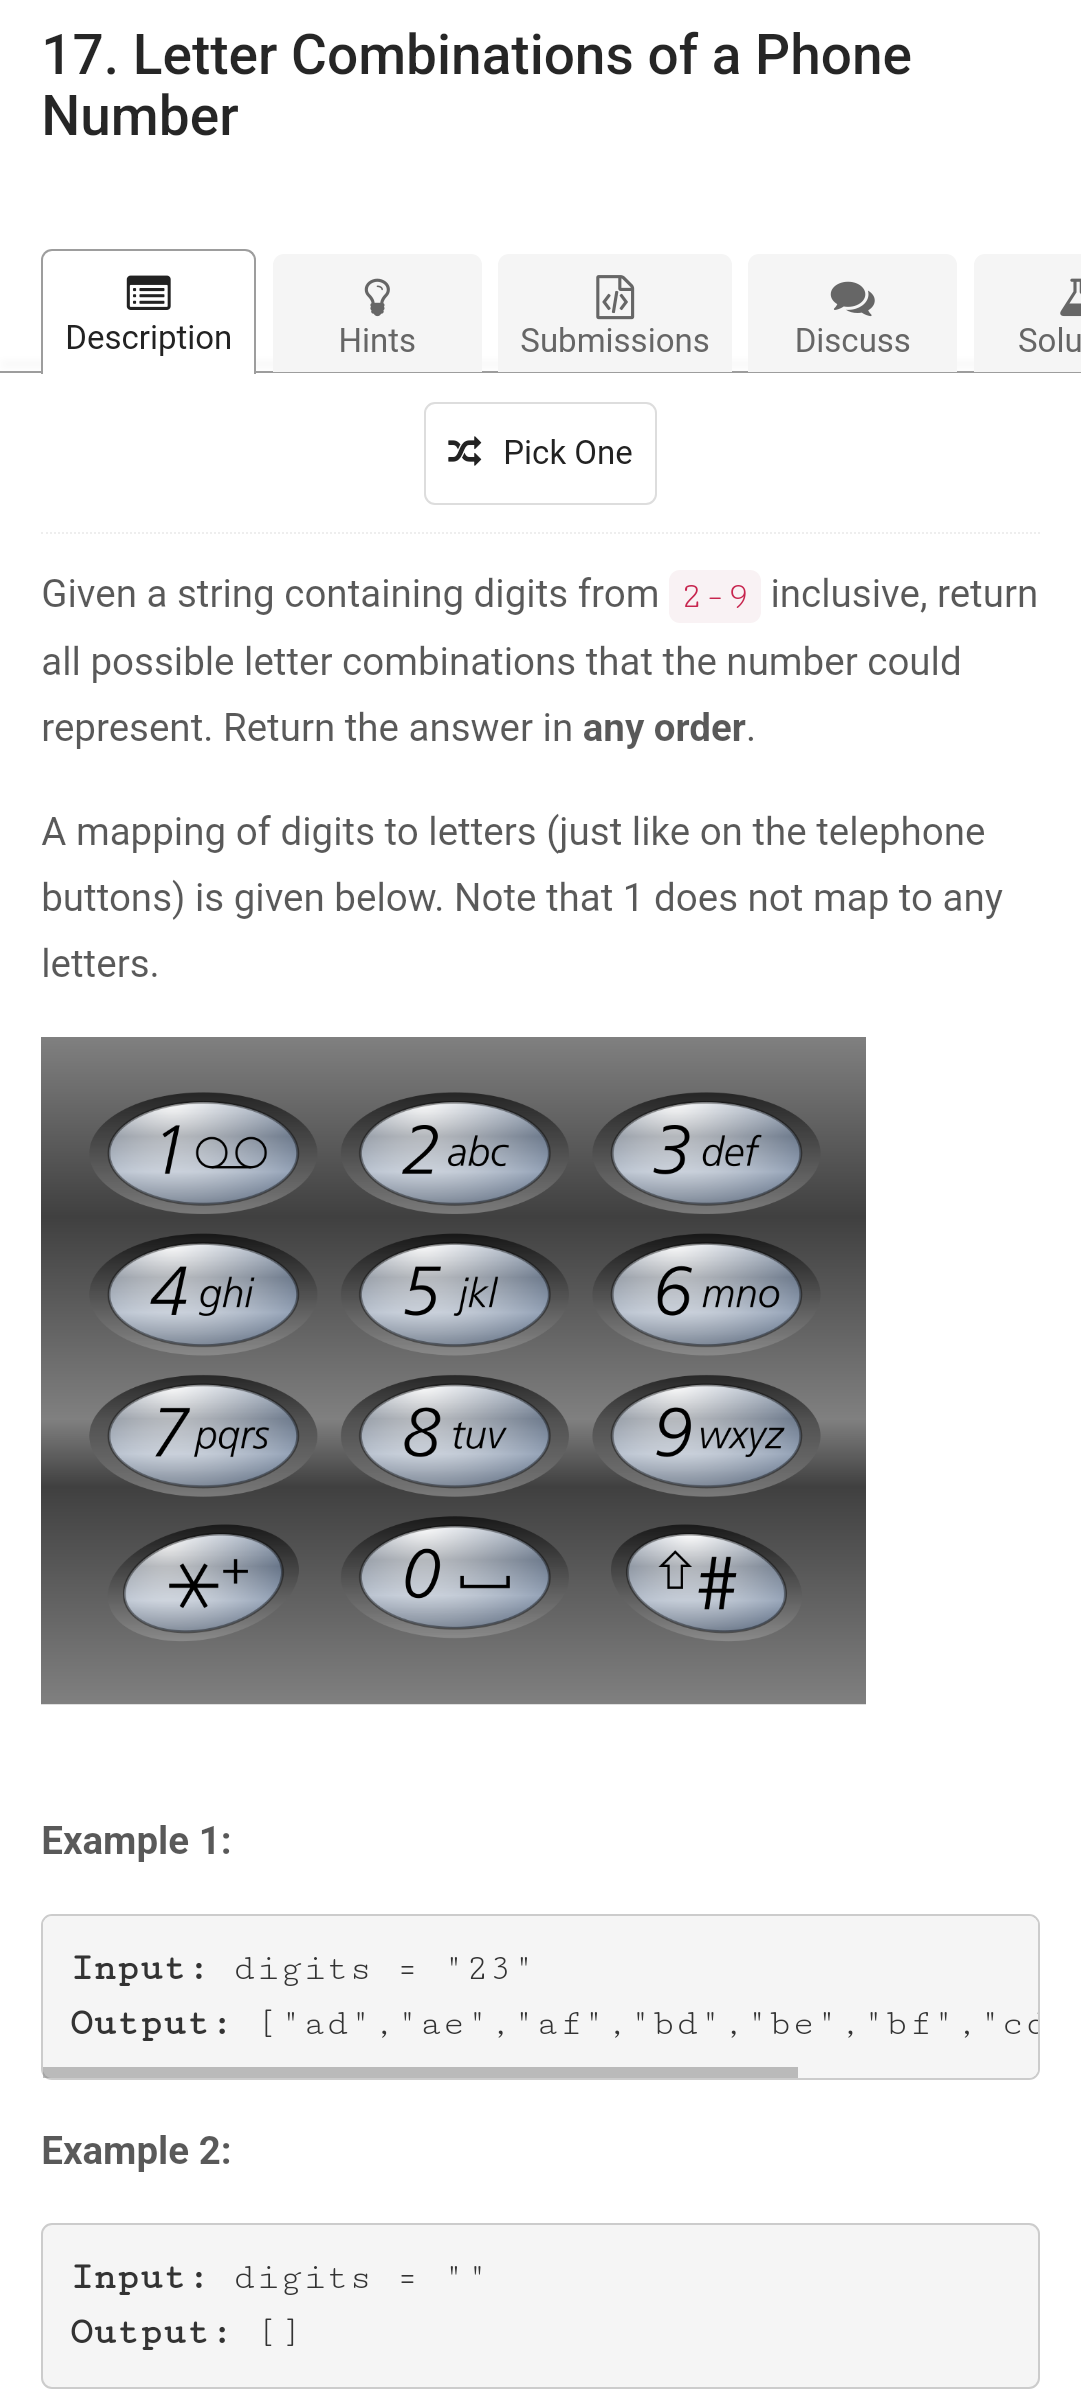 17. Letter Combinations of a Phone
Number
Description
Hints
Submissions
Discuss
Solu
Pick One
Given a string containing digits from 2-9 inclusive, return
all possible letter combinations that the number could
represent. Return the answer in any order.
A mapping of digits to letters (just like on the telephone
buttons) is given below. Note that 1 does not map to any
letters.
1
2 abc
3 def
4 ghi
5 jkl
6 mno
7 pqrs
8 tuv
9 wxyz
*+
0
#
Example 1:
Input: digits = "23"
Output: ["ad","ae","af","bd","be","bf","c
Example 2:
Input: digits = ""
Output: []